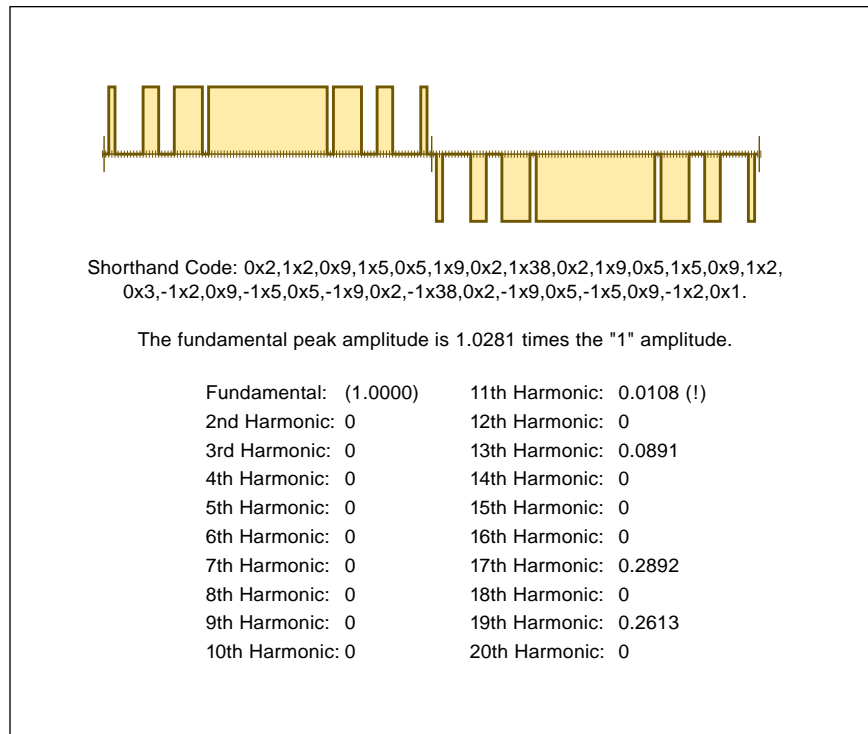 Shorthand Code: 0x2,1x2,0x9,1x5,0x5,1x9,0x2,1x38,0x2,1x9,0x5,1x5,0x9,1x2,
0x3,-1x2,0x9,-1x5,0x5,-1x9,0x2,-1x38,0x2,-1x9,0x5,-1x5,0x9,-1x2,0x1.
The fundamental peak amplitude is 1.0281 times the "1" amplitude.
Fundamental: (1.0000) 11th Harmonic: 0.0108 (!)
2nd Harmonic: 0 12th Harmonic: 0
3rd Harmonic: 0 13th Harmonic: 0.0891
4th Harmonic: 0 14th Harmonic: 0
5th Harmonic: 0 15th Harmonic: 0
6th Harmonic: 0 16th Harmonic: 0
7th Harmonic: 0 17th Harmonic: 0.2892
8th Harmonic: 0 18th Harmonic: 0
9th Harmonic: 0 19th Harmonic: 0.2613
10th Harmonic: 0 20th Harmonic: 0